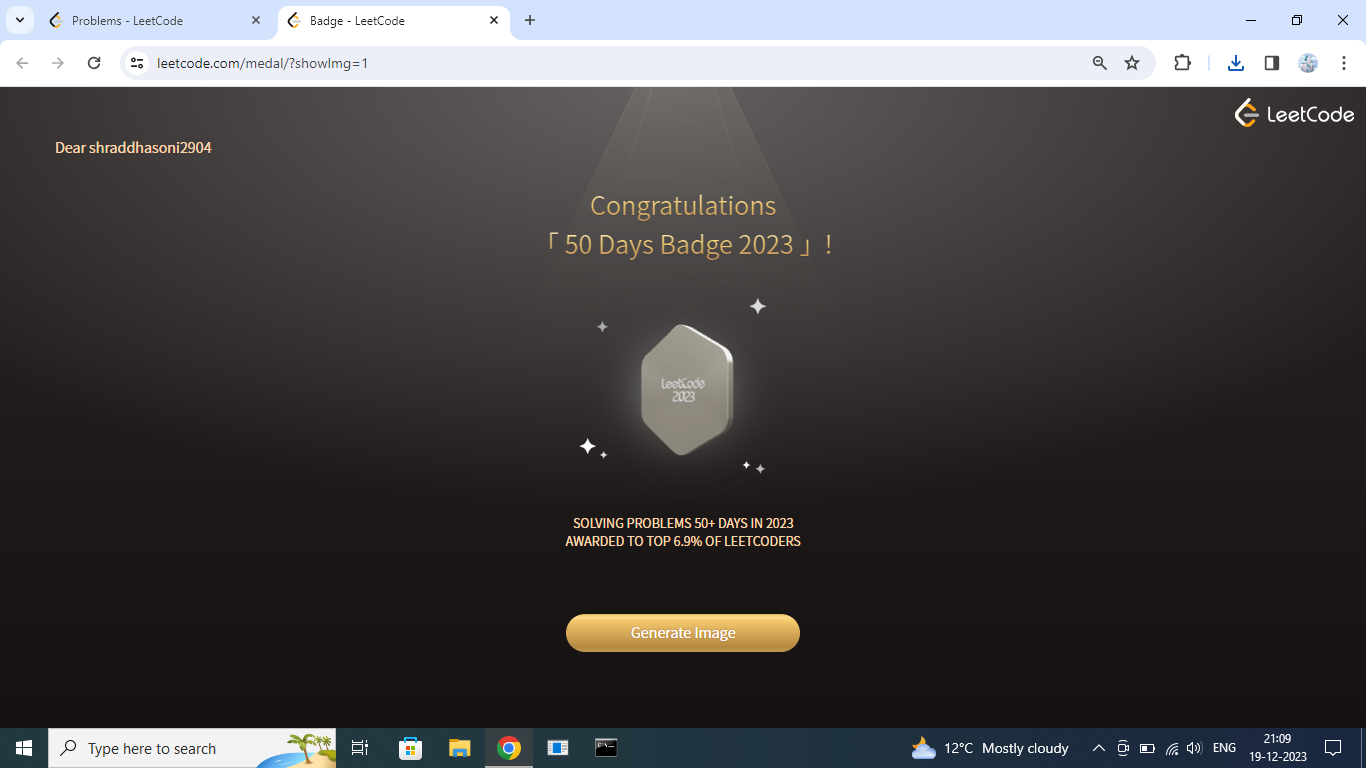 Problems - LeetCode
Badge - LeetCode
leetcode.com/medal/?showImg=1
LeetCode
Dear shraddhasoni2904
Congratulations
「 50 Days Badge 2023 」!
LeetCode
2023
SOLVING PROBLEMS 50+ DAYS IN 2023
AWARDED TO TOP 6.9% OF LEETCODERS
Generate Image
Type here to search
12°C Mostly cloudy
ENG
21:09
19-12-2023